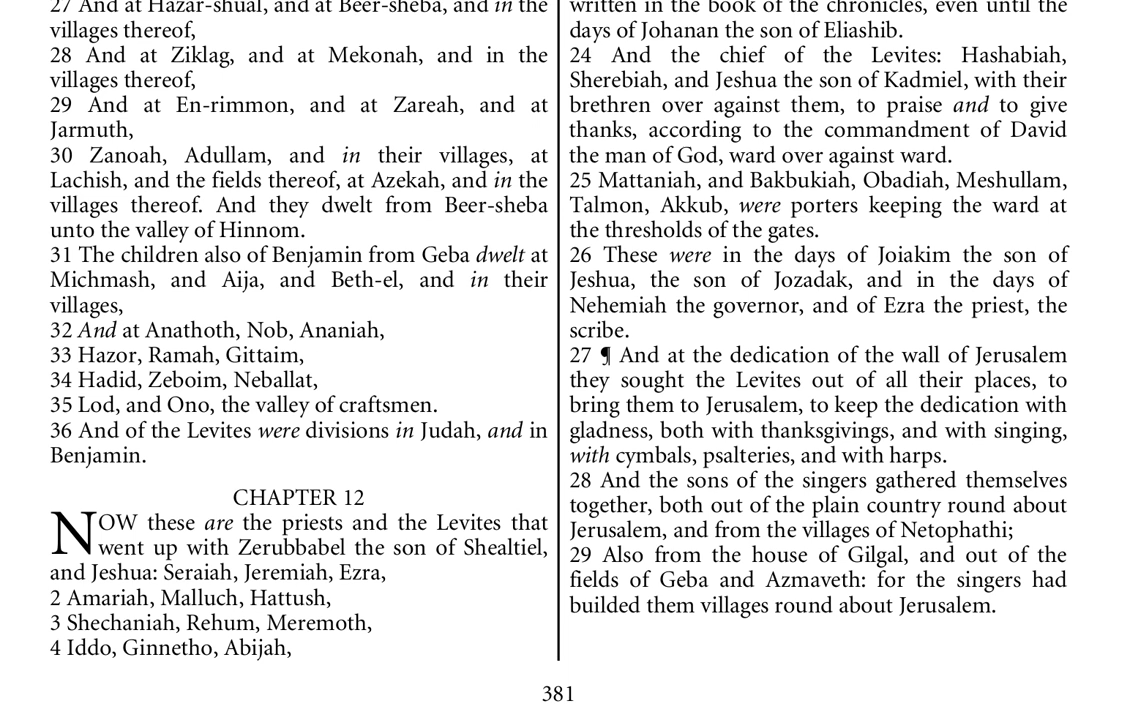 27 And at Hazar-shual, and at Beer-sheba, and in the
villages thereof,
28 And at Ziklag, and at Mekonah, and in the
villages thereof,
29 And at En-rimmon, and at Zareah, and at
Jarmuth,
30 Zanoah, Adullam, and in their villages, at
Lachish, and the fields thereof, at Azekah, and in the
villages thereof. And they dwelt from Beer-sheba
unto the valley of Hinnom.
31 The children also of Benjamin from Geba dwelt at
Michmash, and Aija, and Beth-el, and in their
villages,
32 And at Anathoth, Nob, Ananiah,
33 Hazor, Ramah, Gittaim,
34 Hadid, Zeboim, Neballat,
35 Lod, and Ono, the valley of craftsmen.
36 And of the Levites were divisions in Judah, and in
Benjamin.
CHAPTER 12
NOW these are the priests and the Levites that
went up with Zerubbabel the son of Shealtiel,
and Jeshua: Seraiah, Jeremiah, Ezra,
2 Amariah, Malluch, Hattush,
3 Shechaniah, Rehum, Meremoth,
4 Iddo, Ginnetho, Abijah,
written in the book of the chronicles, even until the
days of Johanan the son of Eliashib.
24 And the chief of the Levites: Hashabiah,
Sherebiah, and Jeshua the son of Kadmiel, with their
brethren over against them, to praise and to give
thanks, according to the commandment of David
the man of God, ward over against ward.
25 Mattaniah, and Bakbukiah, Obadiah, Meshullam,
Talmon, Akkub, were porters keeping the ward at
the thresholds of the gates.
26 These were in the days of Joiakim the son of
Jeshua, the son of Jozadak, and in the days of
Nehemiah the governor, and of Ezra the priest, the
scribe.
27 ¶ And at the dedication of the wall of Jerusalem
they sought the Levites out of all their places, to
bring them to Jerusalem, to keep the dedication with
gladness, both with thanksgivings, and with singing,
with cymbals, psalteries, and with harps.
28 And the sons of the singers gathered themselves
together, both out of the plain country round about
Jerusalem, and from the villages of Netophathi;
29 Also from the house of Gilgal, and out of the
fields of Geba and Azmaveth: for the singers had
builded them villages round about Jerusalem.
381